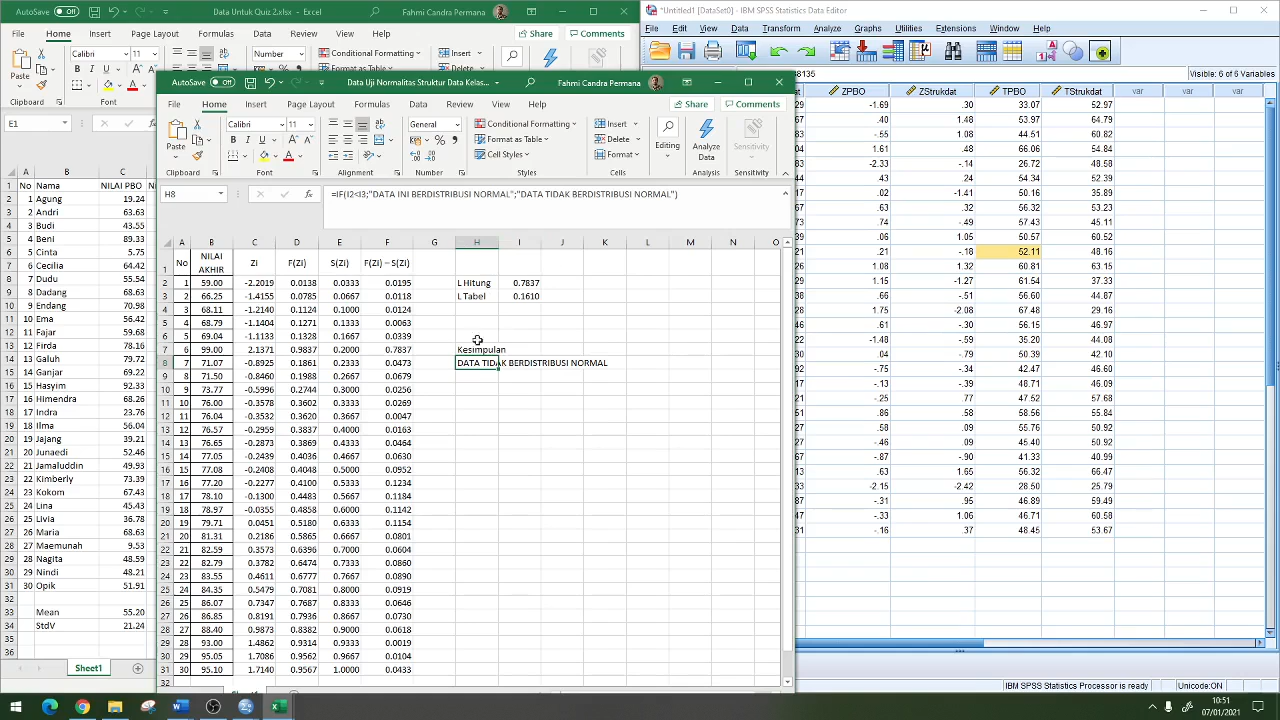 AutoSave Off Data Untuk Quiz 2.xlsx - Excel Fahmi Candra Permana
File Home Insert Page Layout Formulas Data Review View Help Share Comments
Paste Calibri 11 Number Conditional Formatting Insert
Format as Table Delete
Clipboard
E1
No Nama NILAI PBO
1 Agung 19.24
2 Andri 63.63
3 Budi 43.55
4 Beni 89.33
5 Cinta 5.75
6 Cecilia 64.42
7 Dudu 55.54
8 Dadang 68.63
9 Endang 70.98
10 Ema 56.42
11 Fajar 59.68
12 Firda 78.16
13 Galuh 79.72
14 Ganjar 69.22
15 Hasyim 92.33
16 Himendra 68.26
17 Indra 23.76
18 Ilma 56.04
19 Jajang 39.21
20 Junaedi 52.46
21 Jamaluddin 49.93
22 Kimberly 73.39
23 Kokom 67.43
24 Lina 45.43
25 Livia 36.78
26 Maria 68.63
27 Maemunah 9.53
28 Nagita 48.59
29 Nindi 48.21
30 Opik 51.91
Mean 55.20
StdV 21.24
Sheet1
AutoSave Off Data Uji Normalitas Struktur Data Kelas... Fahmi Candra Permana
File Home Insert Page Layout Formulas Data Review View Help Share Comments
Paste Calibri 11 General Conditional Formatting Insert Editing Analyze Data Sensitivity
Format as Table Delete
Cell Styles Format
Clipboard Font Alignment Number Styles Cells Analysis Sensitivity
H8 fx =IF(I2<I3;"DATA INI BERDISTRIBUSI NORMAL";"DATA TIDAK BERDISTRIBUSI NORMAL")
A B C D E F G H I J K L M N O
1 No NILAI AKHIR ZI F(Zi) S(Zi) F(Zi) – S(Zi)
2 1 59.00 -2.2019 0.0138 0.0333 0.0195 L Hitung 0.7837
3 2 66.25 -1.4155 0.0785 0.0667 0.0118 L Tabel 0.1610
4 3 68.11 -1.2140 0.1124 0.1000 0.0124
5 4 68.79 -1.1404 0.1271 0.1333 0.0063
6 5 69.04 -1.1133 0.1328 0.1667 0.0339
7 6 99.00 2.1371 0.9837 0.2000 0.7837 Kesimpulan
8 7 71.07 -0.8925 0.1861 0.2333 0.0473 DATA TIDAK BERDISTRIBUSI NORMAL
9 8 71.50 -0.8460 0.1988 0.2667 0.0679
10 9 73.77 -0.5996 0.2744 0.3000 0.0256
11 10 76.00 -0.3578 0.3602 0.3333 0.0269
12 11 76.04 -0.3532 0.3620 0.3667 0.0047
13 12 76.57 -0.2959 0.3837 0.4000 0.0163
14 13 76.65 -0.2873 0.3869 0.4333 0.0464
15 14 77.05 -0.2439 0.4036 0.4667 0.0630
16 15 77.08 -0.2408 0.4048 0.5000 0.0952
17 16 77.20 -0.2277 0.4100 0.5333 0.1234
18 17 78.10 -0.1300 0.4483 0.5667 0.1184
19 18 78.97 -0.0355 0.4858 0.6000 0.1142
20 19 79.71 0.0451 0.5180 0.6333 0.1154
21 20 81.31 0.2186 0.5865 0.6667 0.0801
22 21 82.59 0.3573 0.6396 0.7000 0.0604
23 22 82.79 0.3782 0.6474 0.7333 0.0860
24 23 83.55 0.4611 0.6777 0.7667 0.0890
25 24 84.35 0.5479 0.7081 0.8000 0.0919
26 25 86.07 0.7347 0.7687 0.8333 0.0646
27 26 86.85 0.8191 0.7936 0.8667 0.0730
28 27 88.40 0.9873 0.8382 0.9000 0.0618
29 28 93.00 1.4862 0.9314 0.9333 0.0019
30 29 95.05 1.7086 0.9562 0.9667 0.0104
31 30 95.10 1.7140 0.9567 1.0000 0.0433
32
*Untitled1 [DataSet0] - IBM SPSS Statistics Data Editor
File Edit View Data Transform Analyze Graphs Utilities Extensions Window Help
8135 Visible: 6 of 6 Variables
ZPBO ZStrukdat TPBO TStrukdat var var var
-1.69 .30 33.07 52.97
.40 1.48 53.97 64.79
-.55 1.08 44.51 60.82
1.61 .48 66.06 54.83
-2.33 -.14 26.72 48.58
.43 .24 54.34 52.39
.02 -1.41 50.16 35.89
.63 .32 56.32 53.23
.74 -.49 57.43 45.11
.06 1.05 50.57 60.52
.21 -.18 52.11 48.16
1.08 1.32 60.81 63.15
1.15 -1.27 61.54 37.33
.66 -.51 56.60 44.87
1.75 -2.08 67.48 29.16
.61 -.30 56.15 46.97
-1.48 -.59 35.20 44.08
.04 -.79 50.39 42.10
-.75 -.34 42.47 46.60
-.13 -.39 48.71 46.09
-.25 .77 47.52 57.68
.86 .58 58.56 55.84
.58 .09 55.76 50.92
-.46 .09 45.40 50.92
-.87 -.90 41.33 40.99
.63 1.65 56.32 66.47
-2.15 -2.42 28.50 25.79
-.31 .95 46.89 59.49
-.33 1.06 46.71 60.58
-.16 .37 48.45 53.67
IBM SPSS Statistics Processor is ready Unicode:ON
10:51
07/01/2021